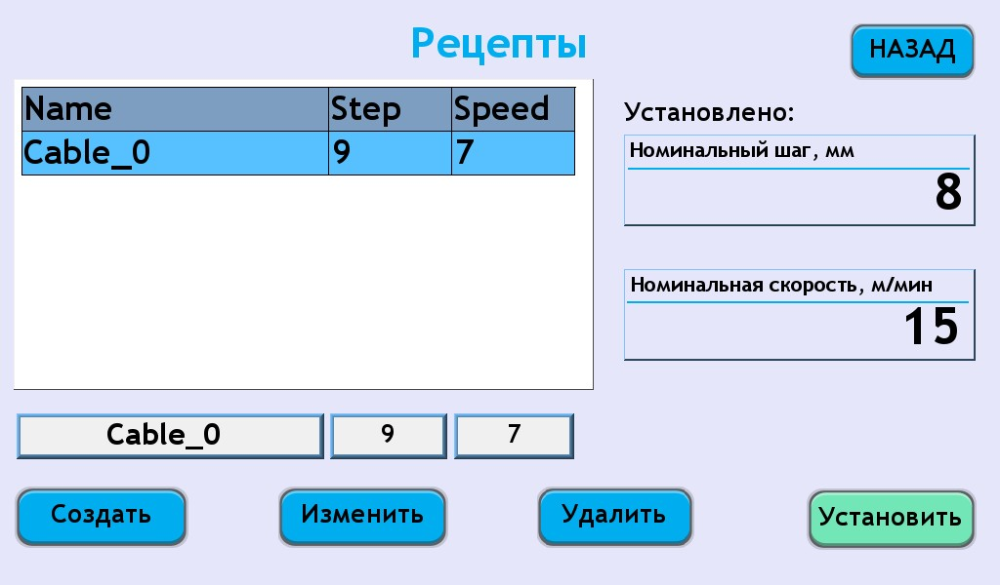 Рецепты
НАЗАД
Name Step Speed
Cable_0 9 7
Установлено:
Номинальный шаг, мм
8
Номинальная скорость, м/мин
15
Cable_0 9 7
Создать Изменить Удалить Установить